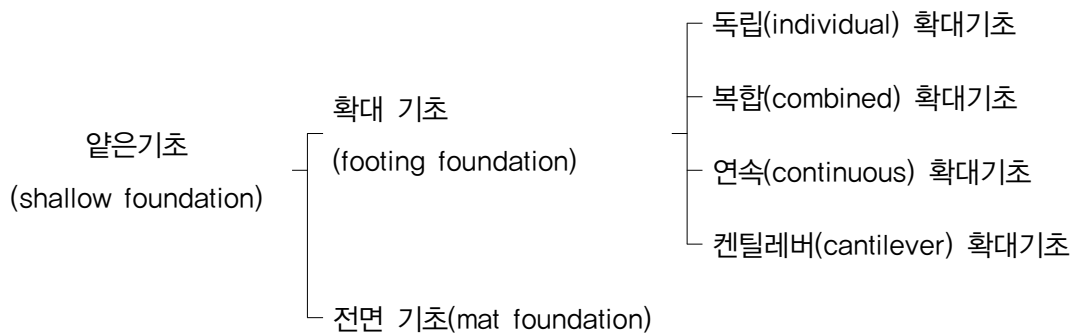 얕은기초
(shallow foundation)
확대 기초
(footing foundation)
독립(individual) 확대기초
복합(combined) 확대기초
연속(continuous) 확대기초
켄틸레버(cantilever) 확대기초
전면 기초(mat foundation)